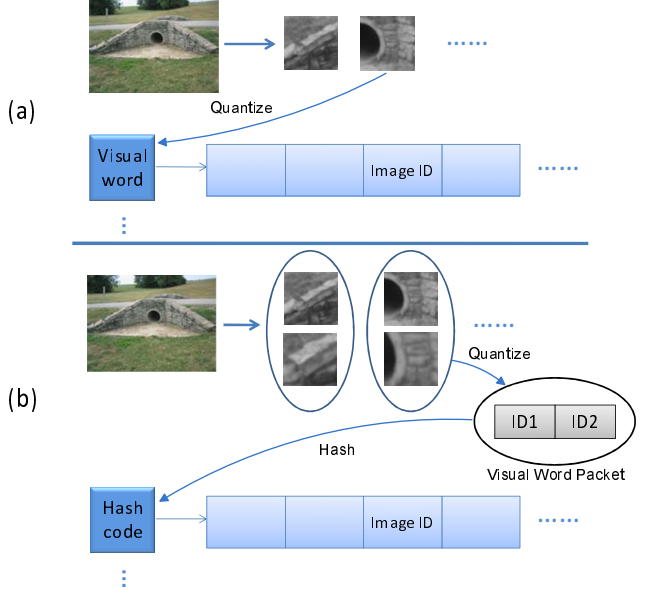 (a)
Quantize
Visual
word
Image ID
(b)
Quantize
ID1 ID2
Hash
Visual Word Packet
Hash
code
Image ID